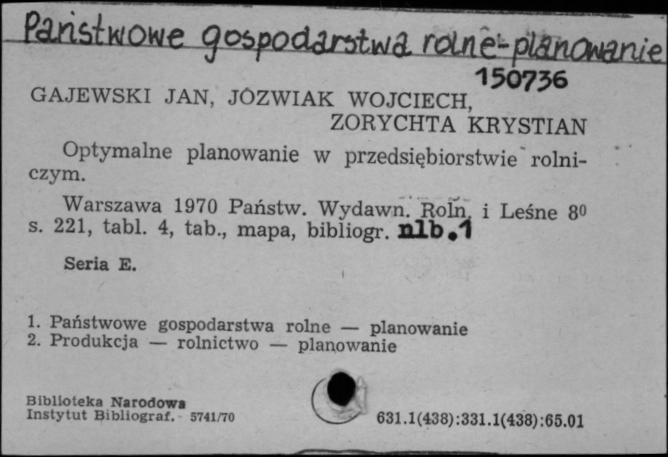 Państwowe gospodarstwa rolne - planowanie
150736
GAJEWSKI JAN, JÓZWIAK WOJCIECH,
ZORYCHTA KRYSTIAN
Optymalne planowanie w przedsiębiorstwie rolni-
czym.
Warszawa 1970 Państw. Wydawn. Roln. i Leśne 8⁰
s. 221, tabl. 4, tab., mapa, bibliogr. nlb.1
Seria E.
1. Państwowe gospodarstwa rolne — planowanie
2. Produkcja — rolnictwo — planowanie
Biblioteka Narodowa
Instytut Bibliograf. 5741/70
631.1(438):331.1(438):65.01